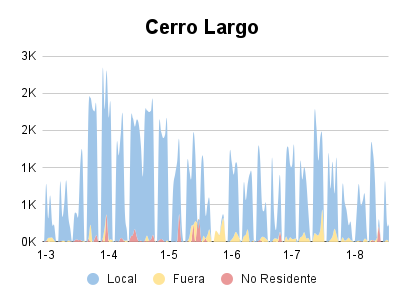 Cerro Largo
3K
2K
2K
1K
1K
0K
1-3 1-4 1-5 1-6 1-7 1-8
Local Fuera No Residente